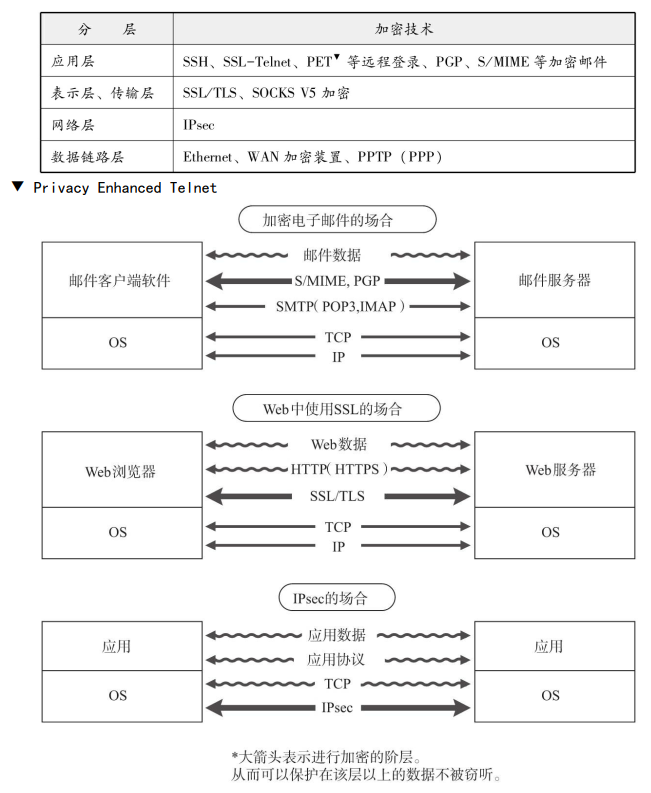 分 层 加密技术
应用层 SSH、SSL-Telnet、PET▼ 等远程登录、PGP、S/MIME 等加密邮件
表示层、传输层 SSL/TLS、SOCKS V5 加密
网络层 IPsec
数据链路层 Ethernet、WAN 加密装置、PPTP（PPP）
▼ Privacy Enhanced Telnet
加密电子邮件的场合
邮件数据
邮件客户端软件 S/MIME, PGP 邮件服务器
SMTP( POP3,IMAP )
OS TCP OS
IP
Web中使用SSL的场合
Web数据
Web浏览器 HTTP( HTTPS ) Web服务器
SSL/TLS
OS TCP OS
IP
IPsec的场合
应用 应用数据 应用
应用协议
OS TCP OS
IPsec
*大箭头表示进行加密的阶层。
从而可以保护在该层以上的数据不被窃听。